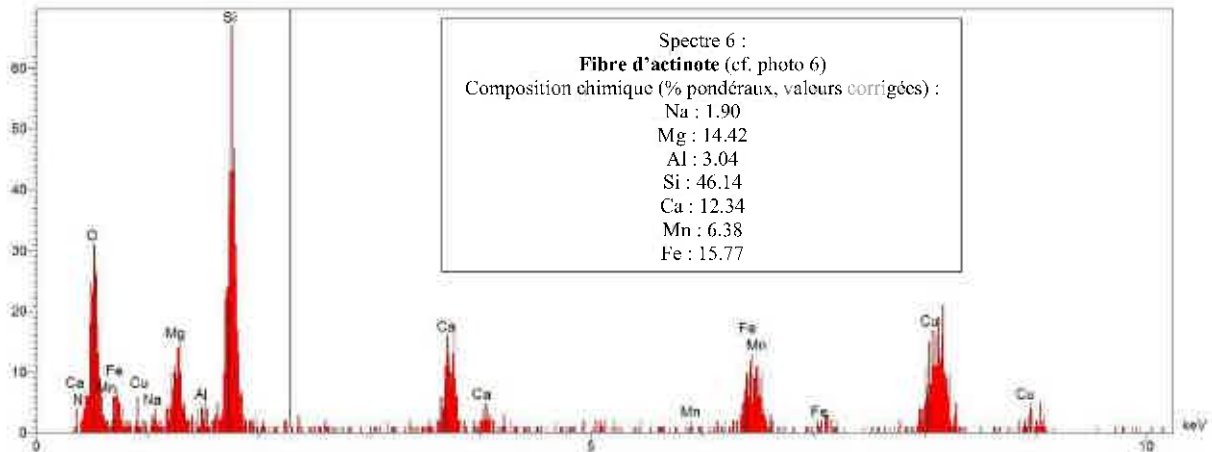 Spectre 6 :
Fibre d'actinote (cf. photo 6)
Composition chimique (% pondéraux, valeurs corrigées) :
Na : 1.90
Mg : 14.42
Al : 3.04
Si : 46.14
Ca : 12.34
Mn : 6.38
Fe : 15.77
60
50
40
30
20
10
0
Si
O
Ca
Mn
Fe
Cu
Na
Mg
Al
Ca
Ca
Mn
Fe
Mn
Fe
Cu
Cu
0
5
10
keV